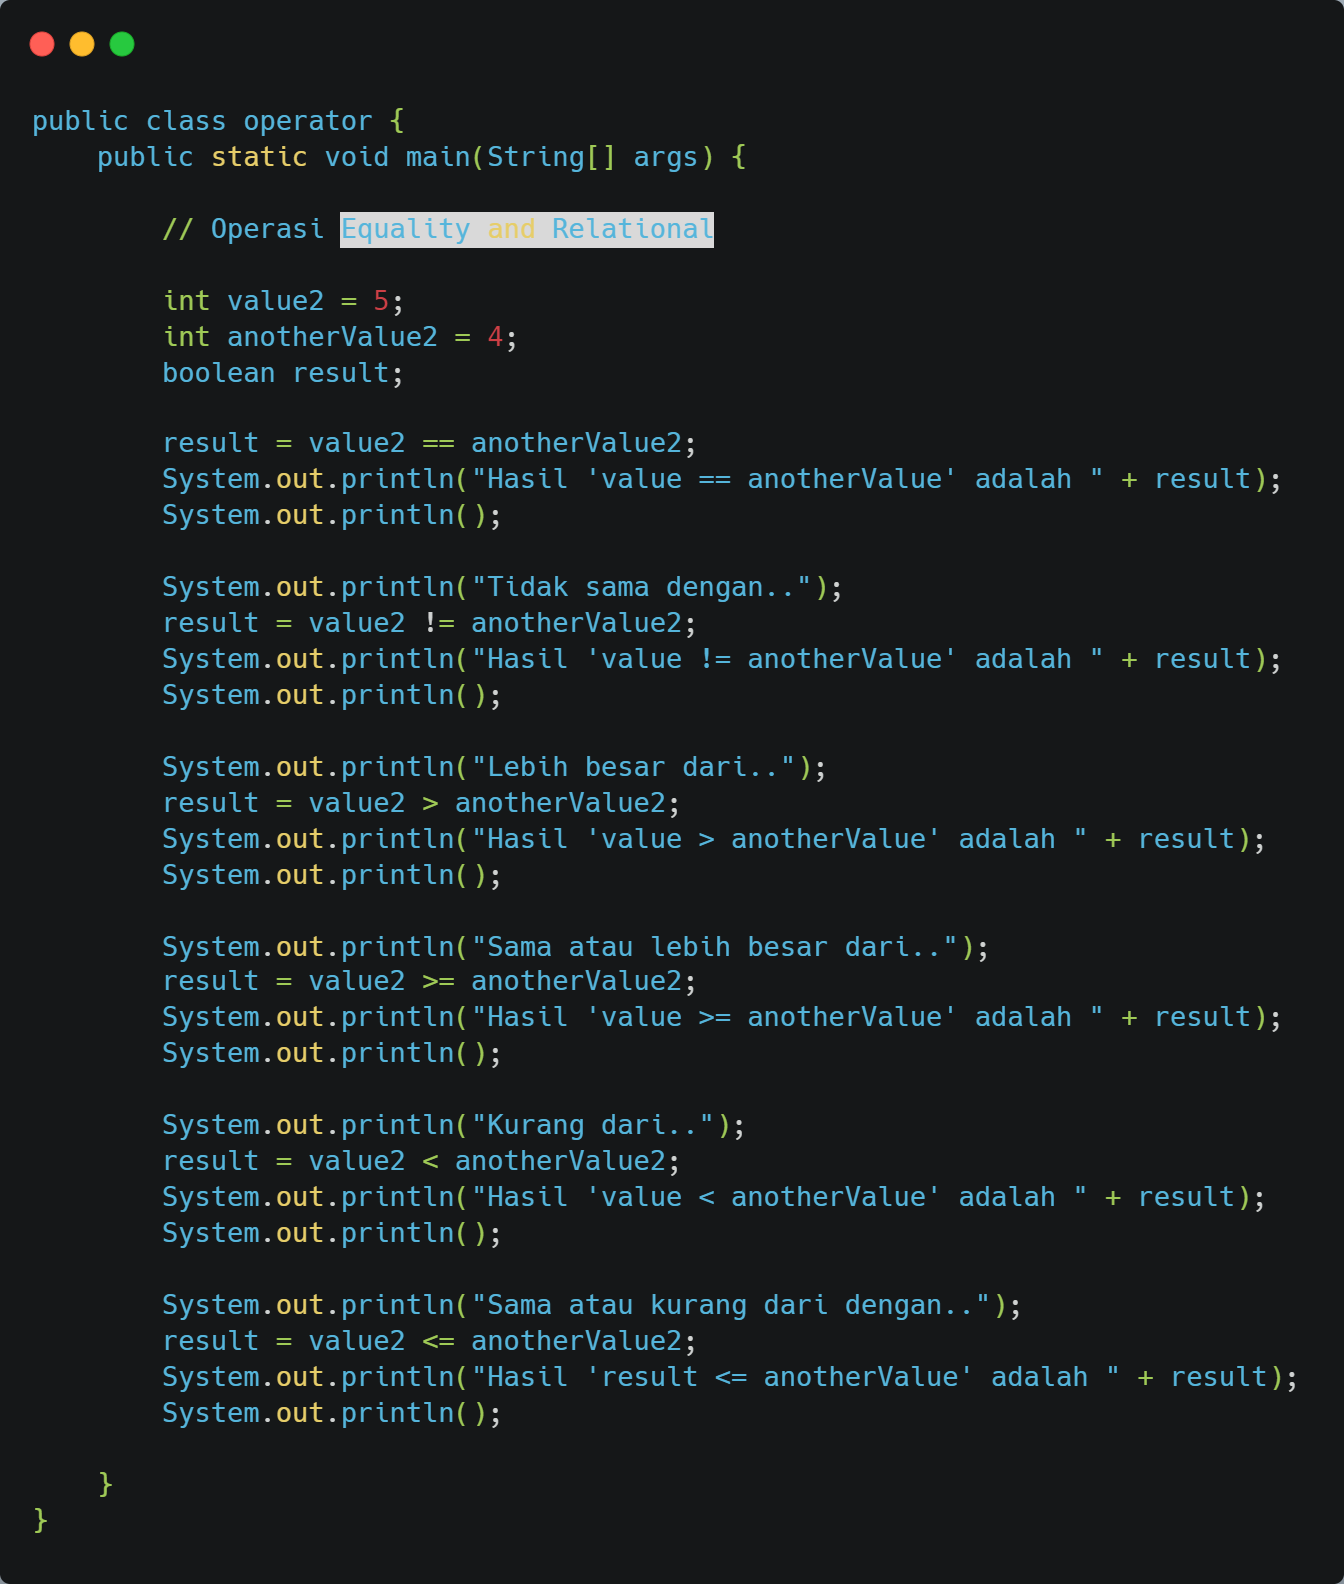 public class operator {
    public static void main(String[] args) {

        // Operasi Equality and Relational

        int value2 = 5;
        int anotherValue2 = 4;
        boolean result;

        result = value2 == anotherValue2;
        System.out.println("Hasil 'value == anotherValue' adalah " + result);
        System.out.println();

        System.out.println("Tidak sama dengan..");
        result = value2 != anotherValue2;
        System.out.println("Hasil 'value != anotherValue' adalah " + result);
        System.out.println();

        System.out.println("Lebih besar dari..");
        result = value2 > anotherValue2;
        System.out.println("Hasil 'value > anotherValue' adalah " + result);
        System.out.println();

        System.out.println("Sama atau lebih besar dari..");
        result = value2 >= anotherValue2;
        System.out.println("Hasil 'value >= anotherValue' adalah " + result);
        System.out.println();

        System.out.println("Kurang dari..");
        result = value2 < anotherValue2;
        System.out.println("Hasil 'value < anotherValue' adalah " + result);
        System.out.println();

        System.out.println("Sama atau kurang dari dengan..");
        result = value2 <= anotherValue2;
        System.out.println("Hasil 'result <= anotherValue' adalah " + result);
        System.out.println();

    }
}